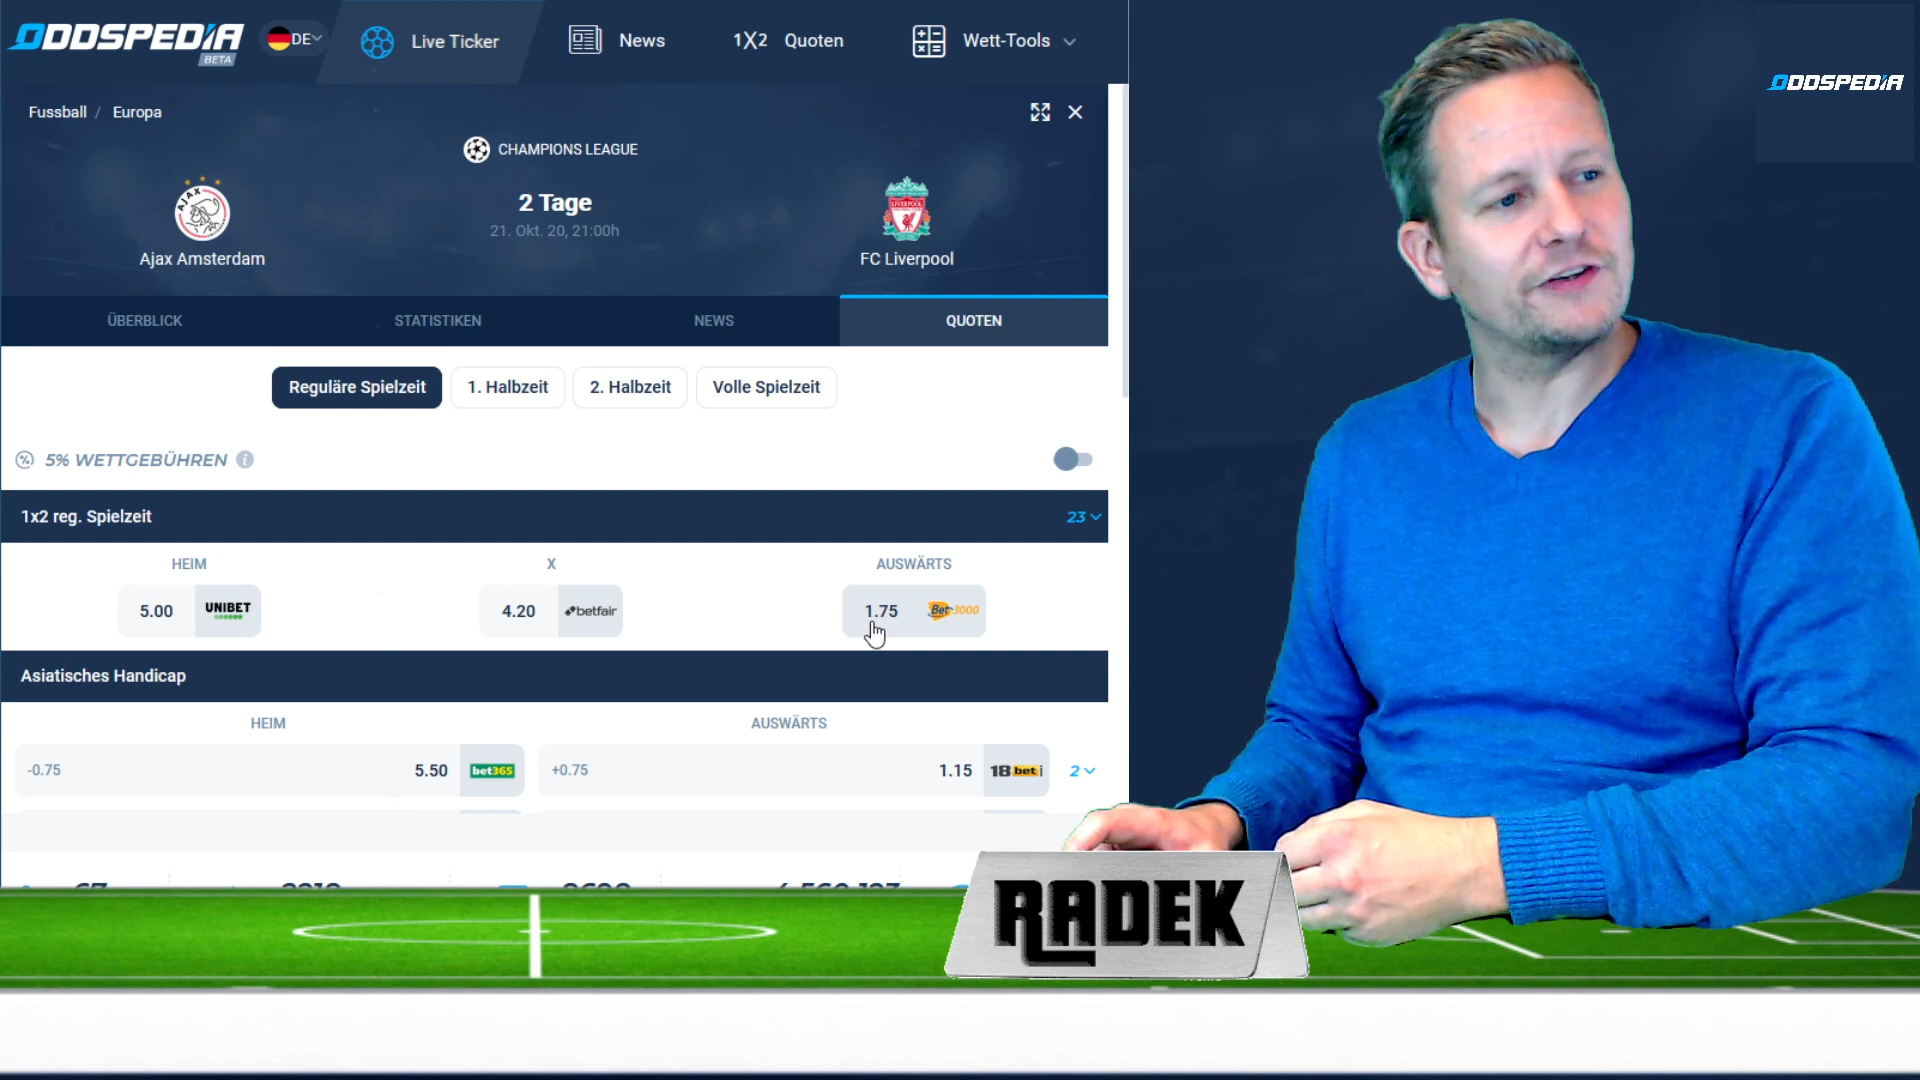 ODDSPEDIA
BETA
DE
Live Ticker
News
1X2 Quoten
Wett-Tools
ODDSPEDIA
Fussball / Europa
CHAMPIONS LEAGUE
AJAX
2 Tage
21. Okt. 20, 21:00h
Ajax Amsterdam
FC Liverpool
ÜBERBLICK
STATISTIKEN
NEWS
QUOTEN
Reguläre Spielzeit
1. Halbzeit
2. Halbzeit
Volle Spielzeit
5% WETTGEBÜHREN
1x2 reg. Spielzeit
23
HEIM
X
AUSWÄRTS
5.00 UNIBET
4.20 betfair
1.75 Bet3000
Asiatisches Handicap
HEIM
AUSWÄRTS
-0.75
5.50 bet365
+0.75
1.15 18bet
2
RADEK